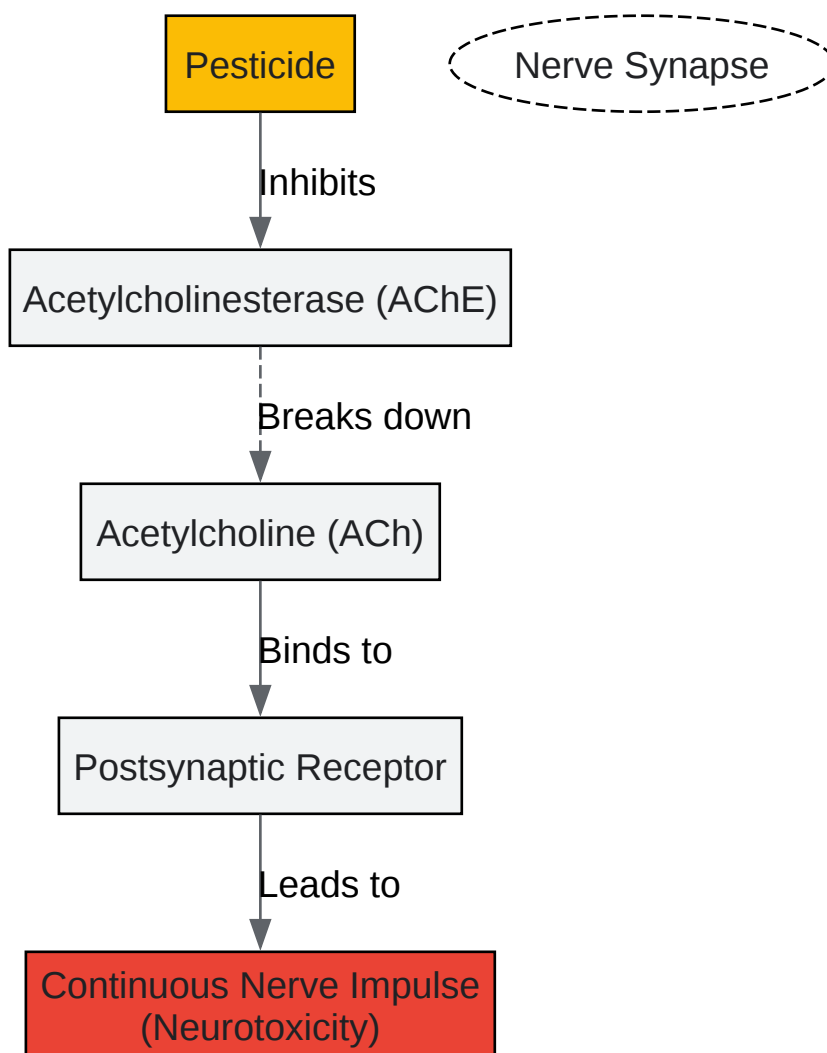 Pesticide
Nerve Synapse
Inhibits
Acetylcholinesterase (AChE)
Breaks down
Acetylcholine (ACh)
Binds to
Postsynaptic Receptor
Leads to
Continuous Nerve Impulse
(Neurotoxicity)